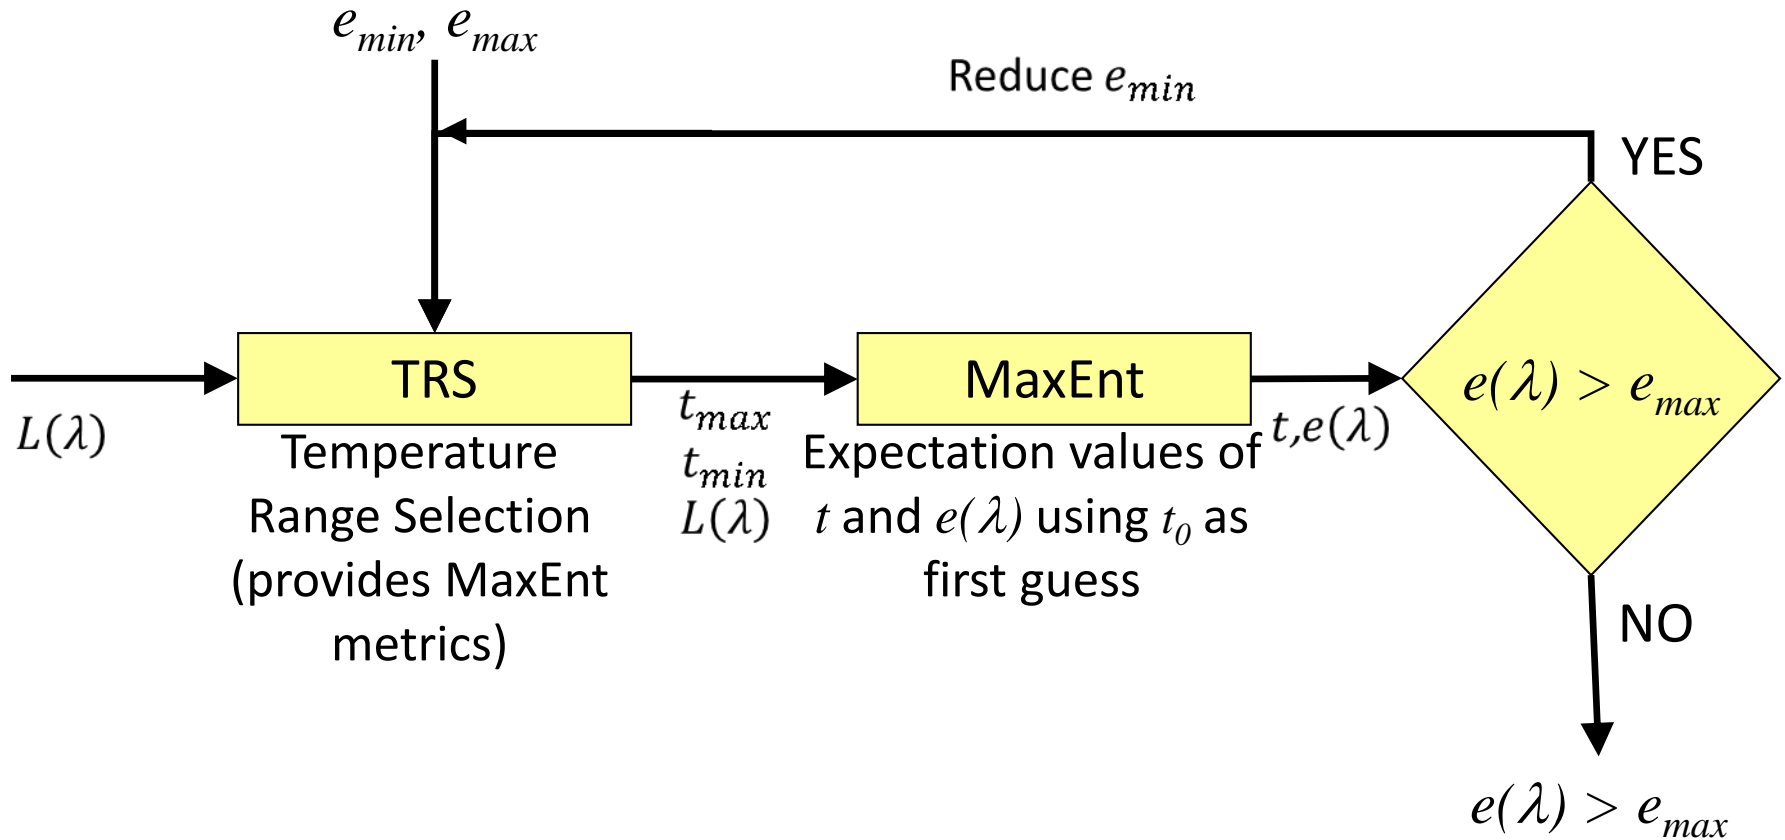 e_min, e_max
Reduce e_min
YES
L(λ)
TRS
Temperature
Range Selection
(provides MaxEnt
metrics)
t_max
t_min
L(λ)
MaxEnt
Expectation values of
t and e(λ) using t_0 as
first guess
t,e(λ)
e(λ) > e_max
NO
e(λ) > e_max